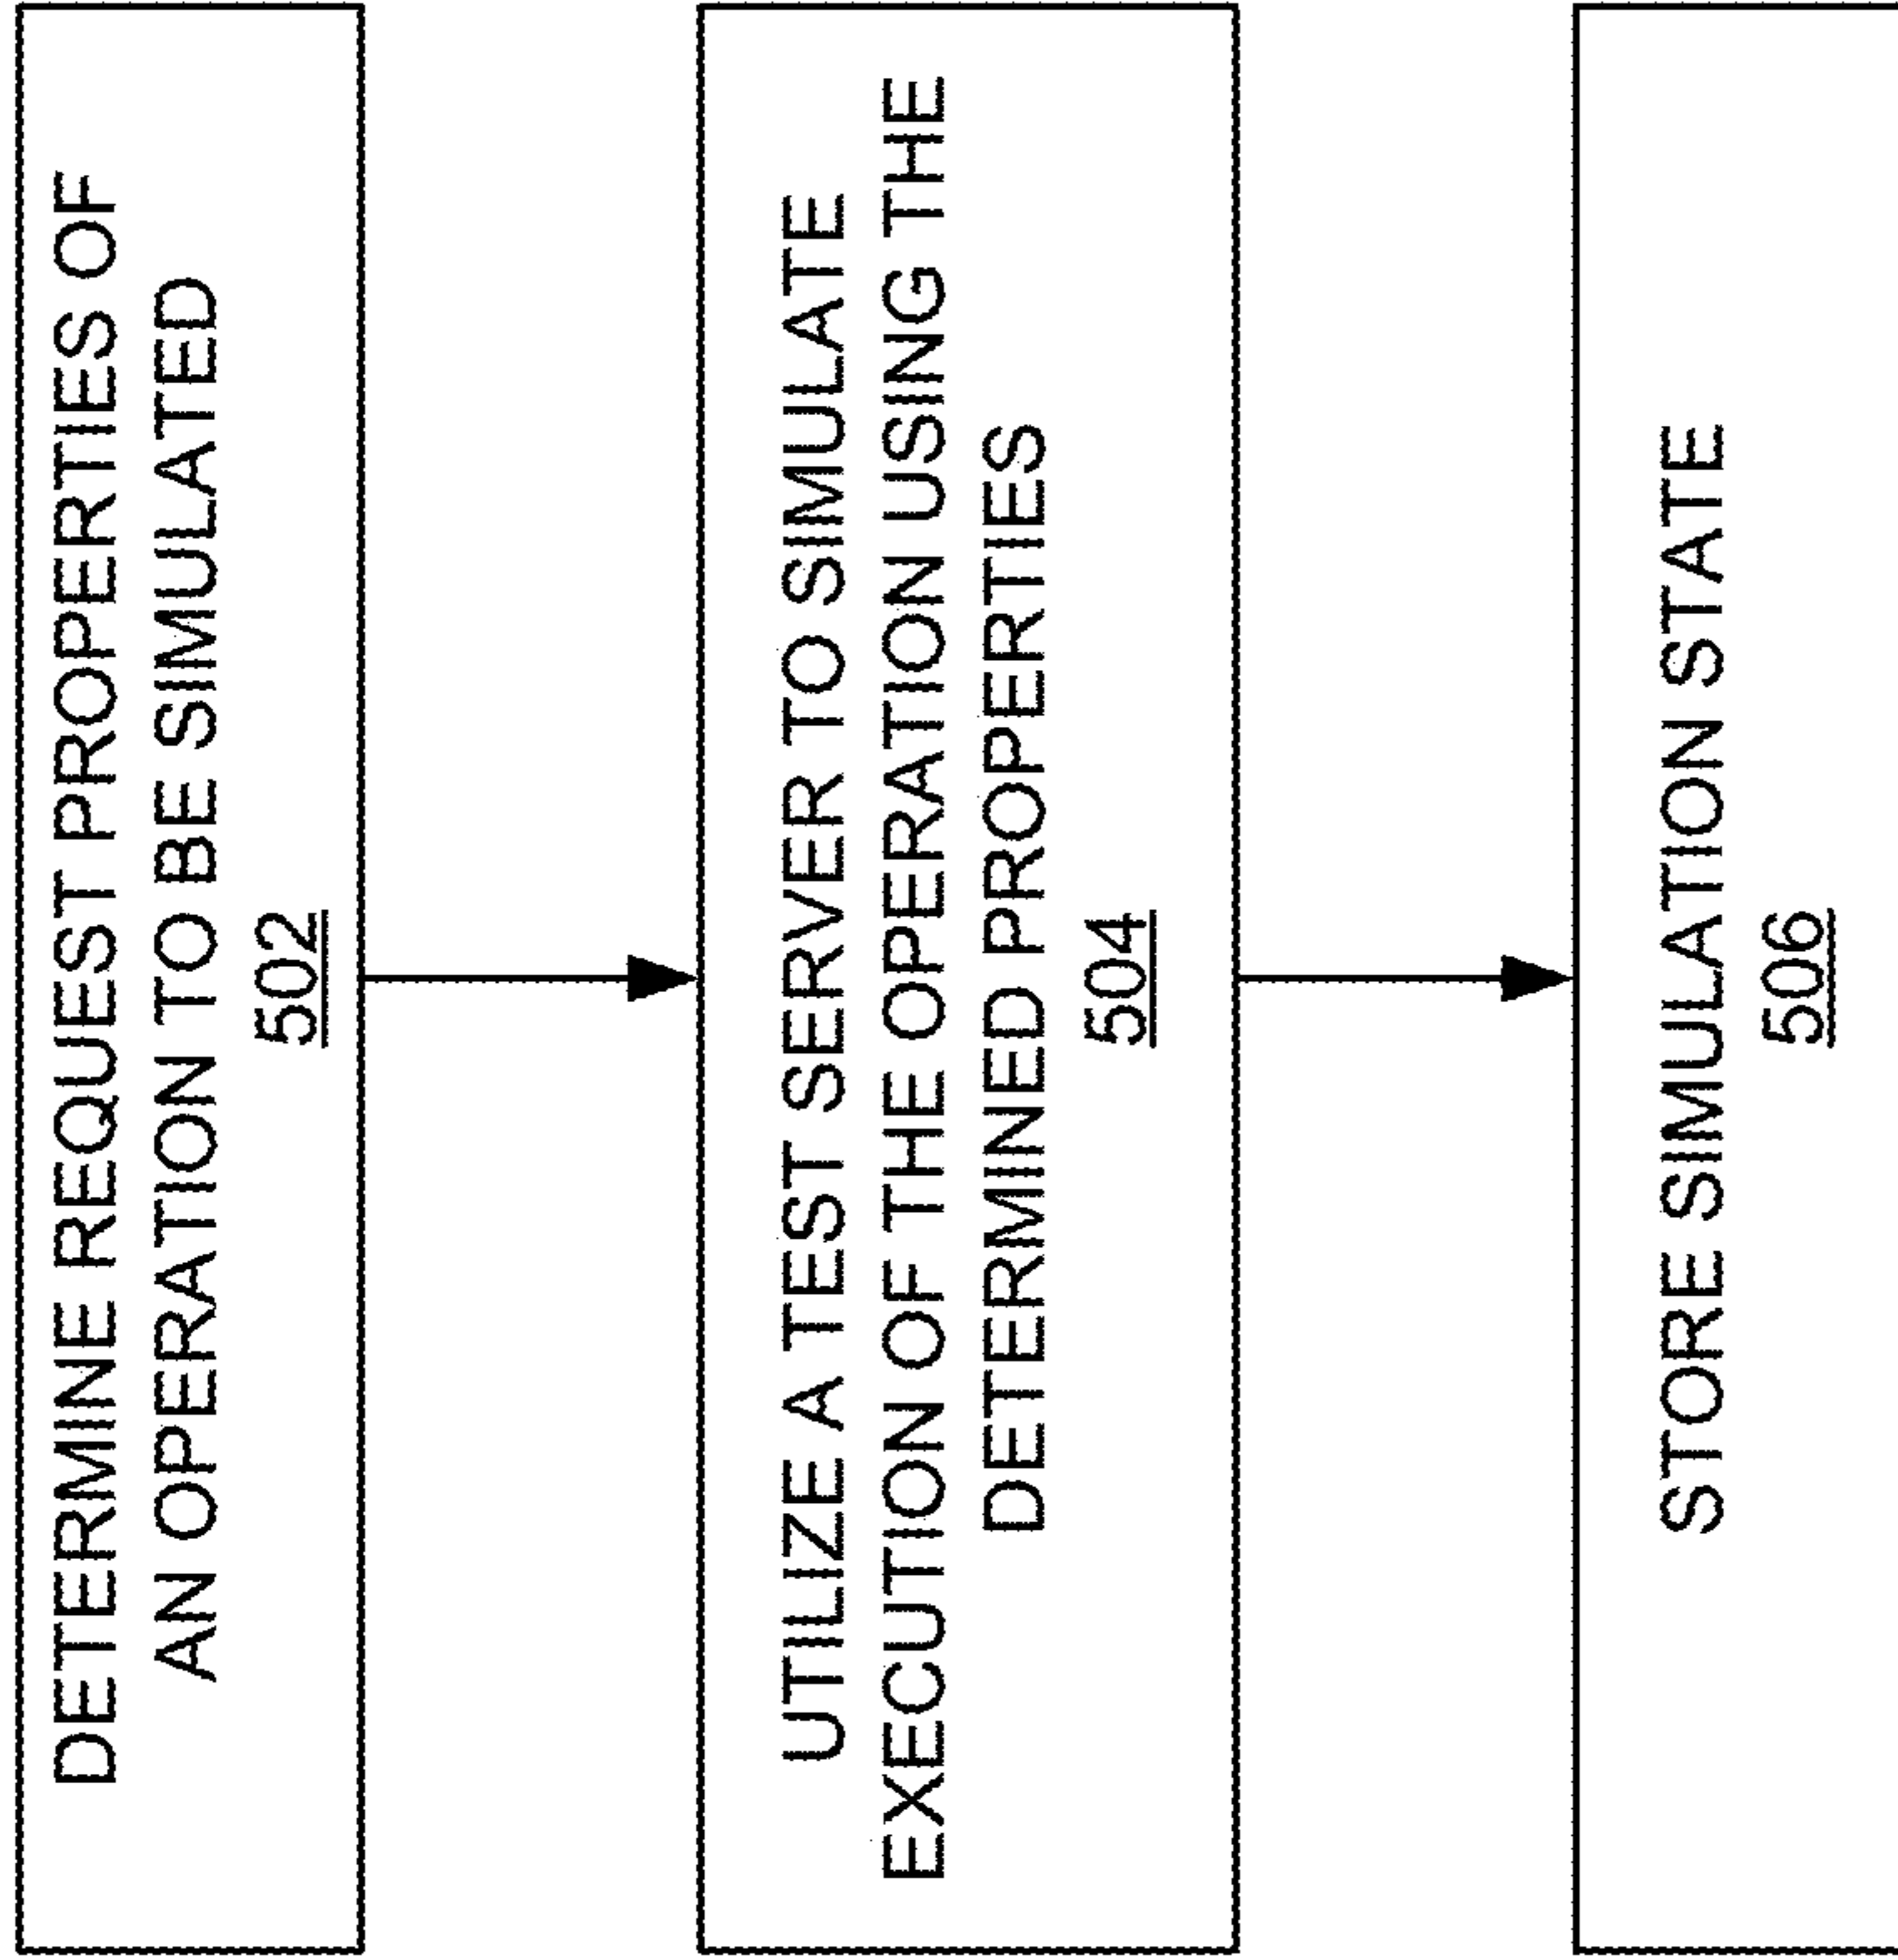 DETERMINE REQUEST PROPERTIES OF
AN OPERATION TO BE SIMULATED
502
UTILIZE A TEST SERVER TO SIMULATE
EXECUTION OF THE OPERATION USING THE
DETERMINED PROPERTIES
504
STORE SIMULATION STATE
506